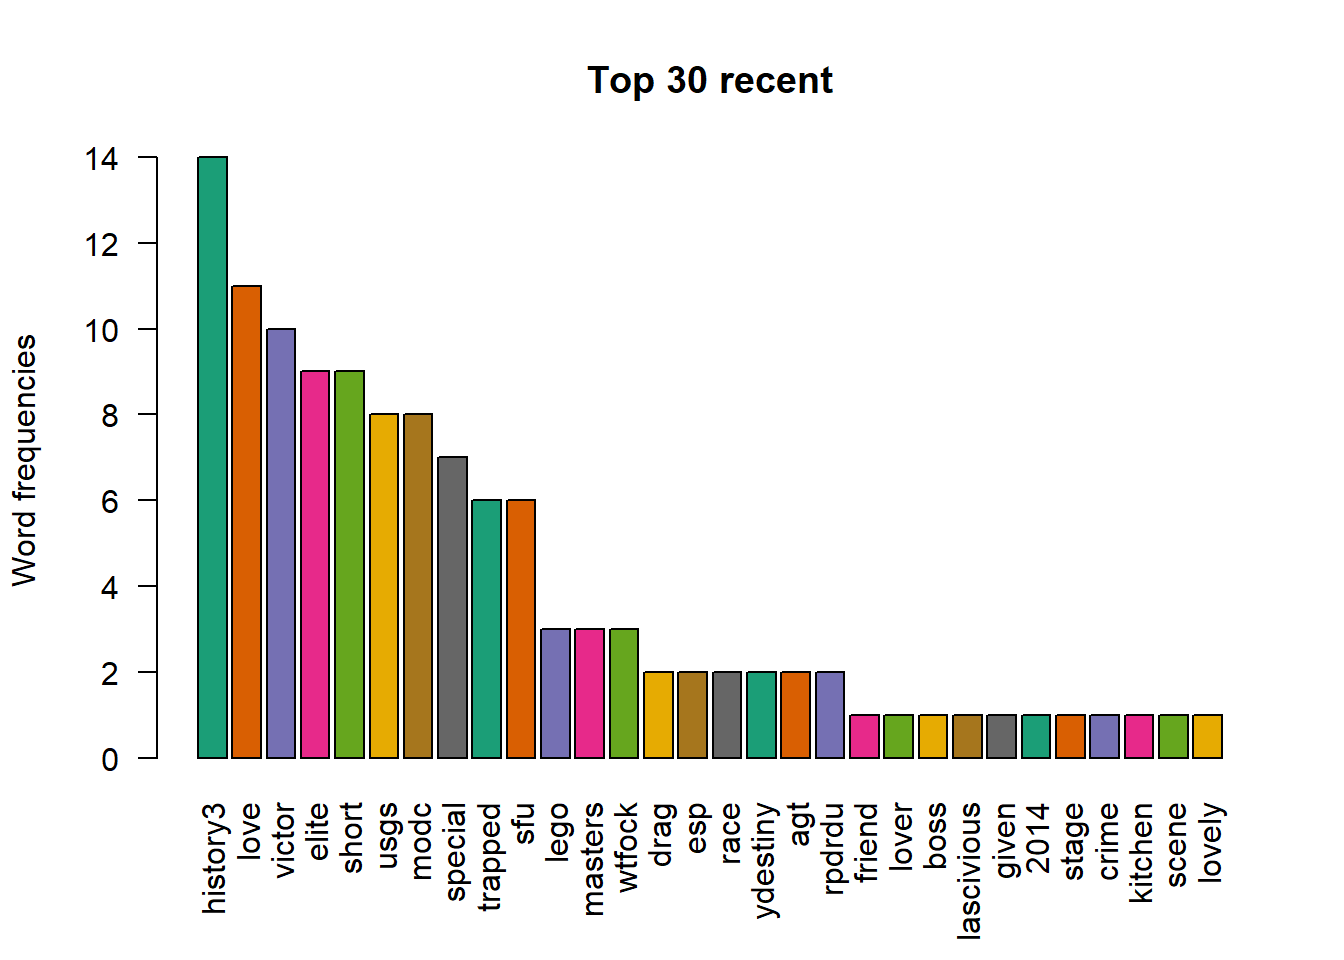 Top 30 recent
Word frequencies
14
12
10
8
6
4
2
0
history3
love
victor
elite
short
usgs
modc
special
trapped
sfu
lego
masters
wtfock
drag
esp
race
ydestiny
agt
rpdrdu
friend
lover
boss
lascivious
given
2014
stage
crime
kitchen
scene
lovely